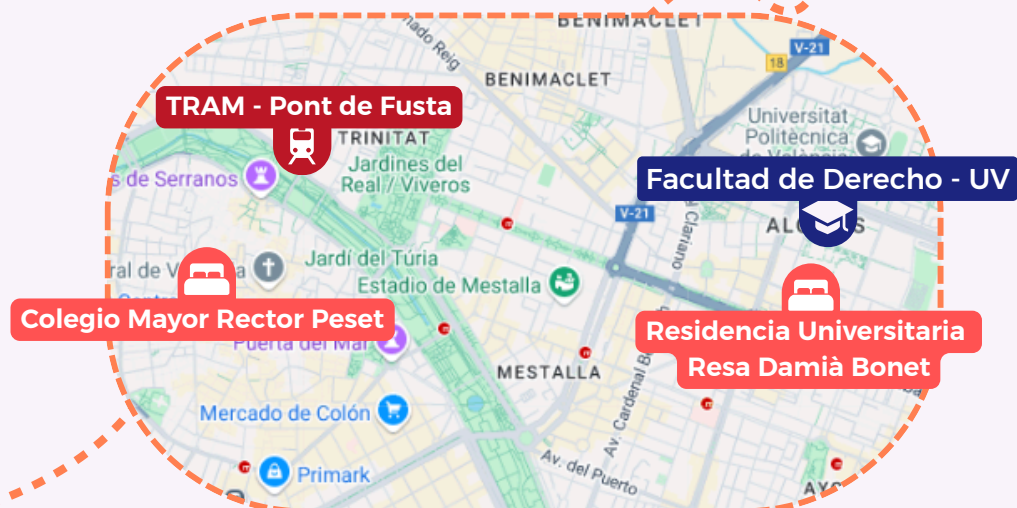 BENIMACLET
nado Reig
V-21
18
BENIMACLET
TRAM - Pont de Fusta
TRINITAT
Universitat
Politècnica
de València
Jardines del
Real / Viveros
s de Serranos
Facultad de Derecho - UV
V-21
Clariano
Jardí del Túria
ral de V
Estadio de Mestalla
Colegio Mayor Rector Peset
Residencia Universitaria
Resa Damià Bonet
Puerta del Mar
MESTALLA
Av. Cardenal B
Mercado de Colón
Av. del Puerto
Primark
AY